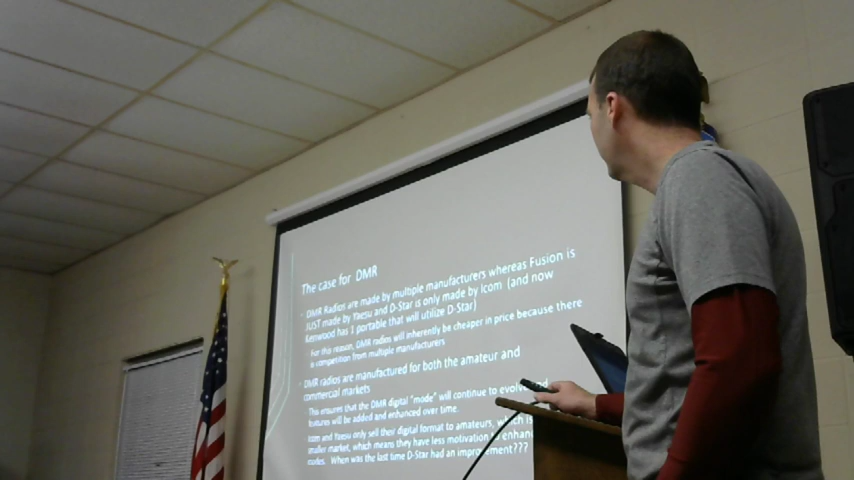 The case for DMR
DMR Radios are made by multiple manufacturers whereas Fusion is
JUST made by Yaesu and D-Star is only made by Icom (and now
Kenwood has 1 portable that will utilize D-Star)
For this reason, DMR radios will inherently be cheaper in price because there
is competition from multiple manufacturers
DMR radios are manufactured for both the amateur and
commercial markets
This ensures that the DMR digital "mode" will continue to evolve and
features will be added and enhanced over time.
Icom and Yaesu only sell their digital format to amateurs, which is
smaller market, which means they have less motivation to enhan
modes. When was the last time D-Star had an improvement???